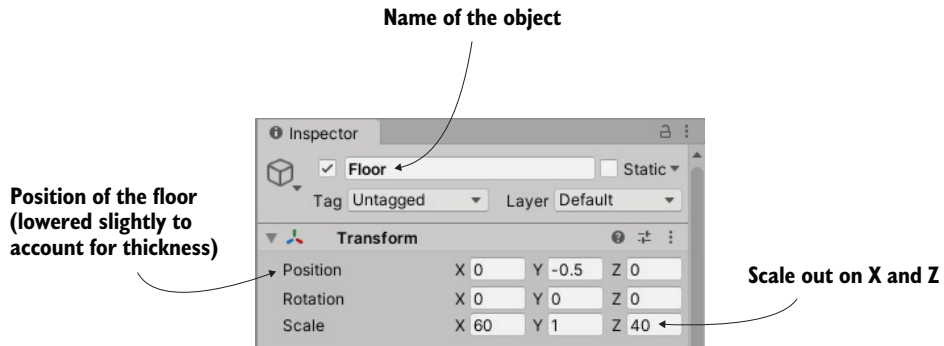 Name of the object
Inspector
Floor
Static
Tag Untagged Layer Default
Position of the floor
(lowered slightly to
account for thickness)
Transform
Position X 0 Y -0.5 Z 0
Scale out on X and Z
Rotation X 0 Y 0 Z 0
Scale X 60 Y 1 Z 40